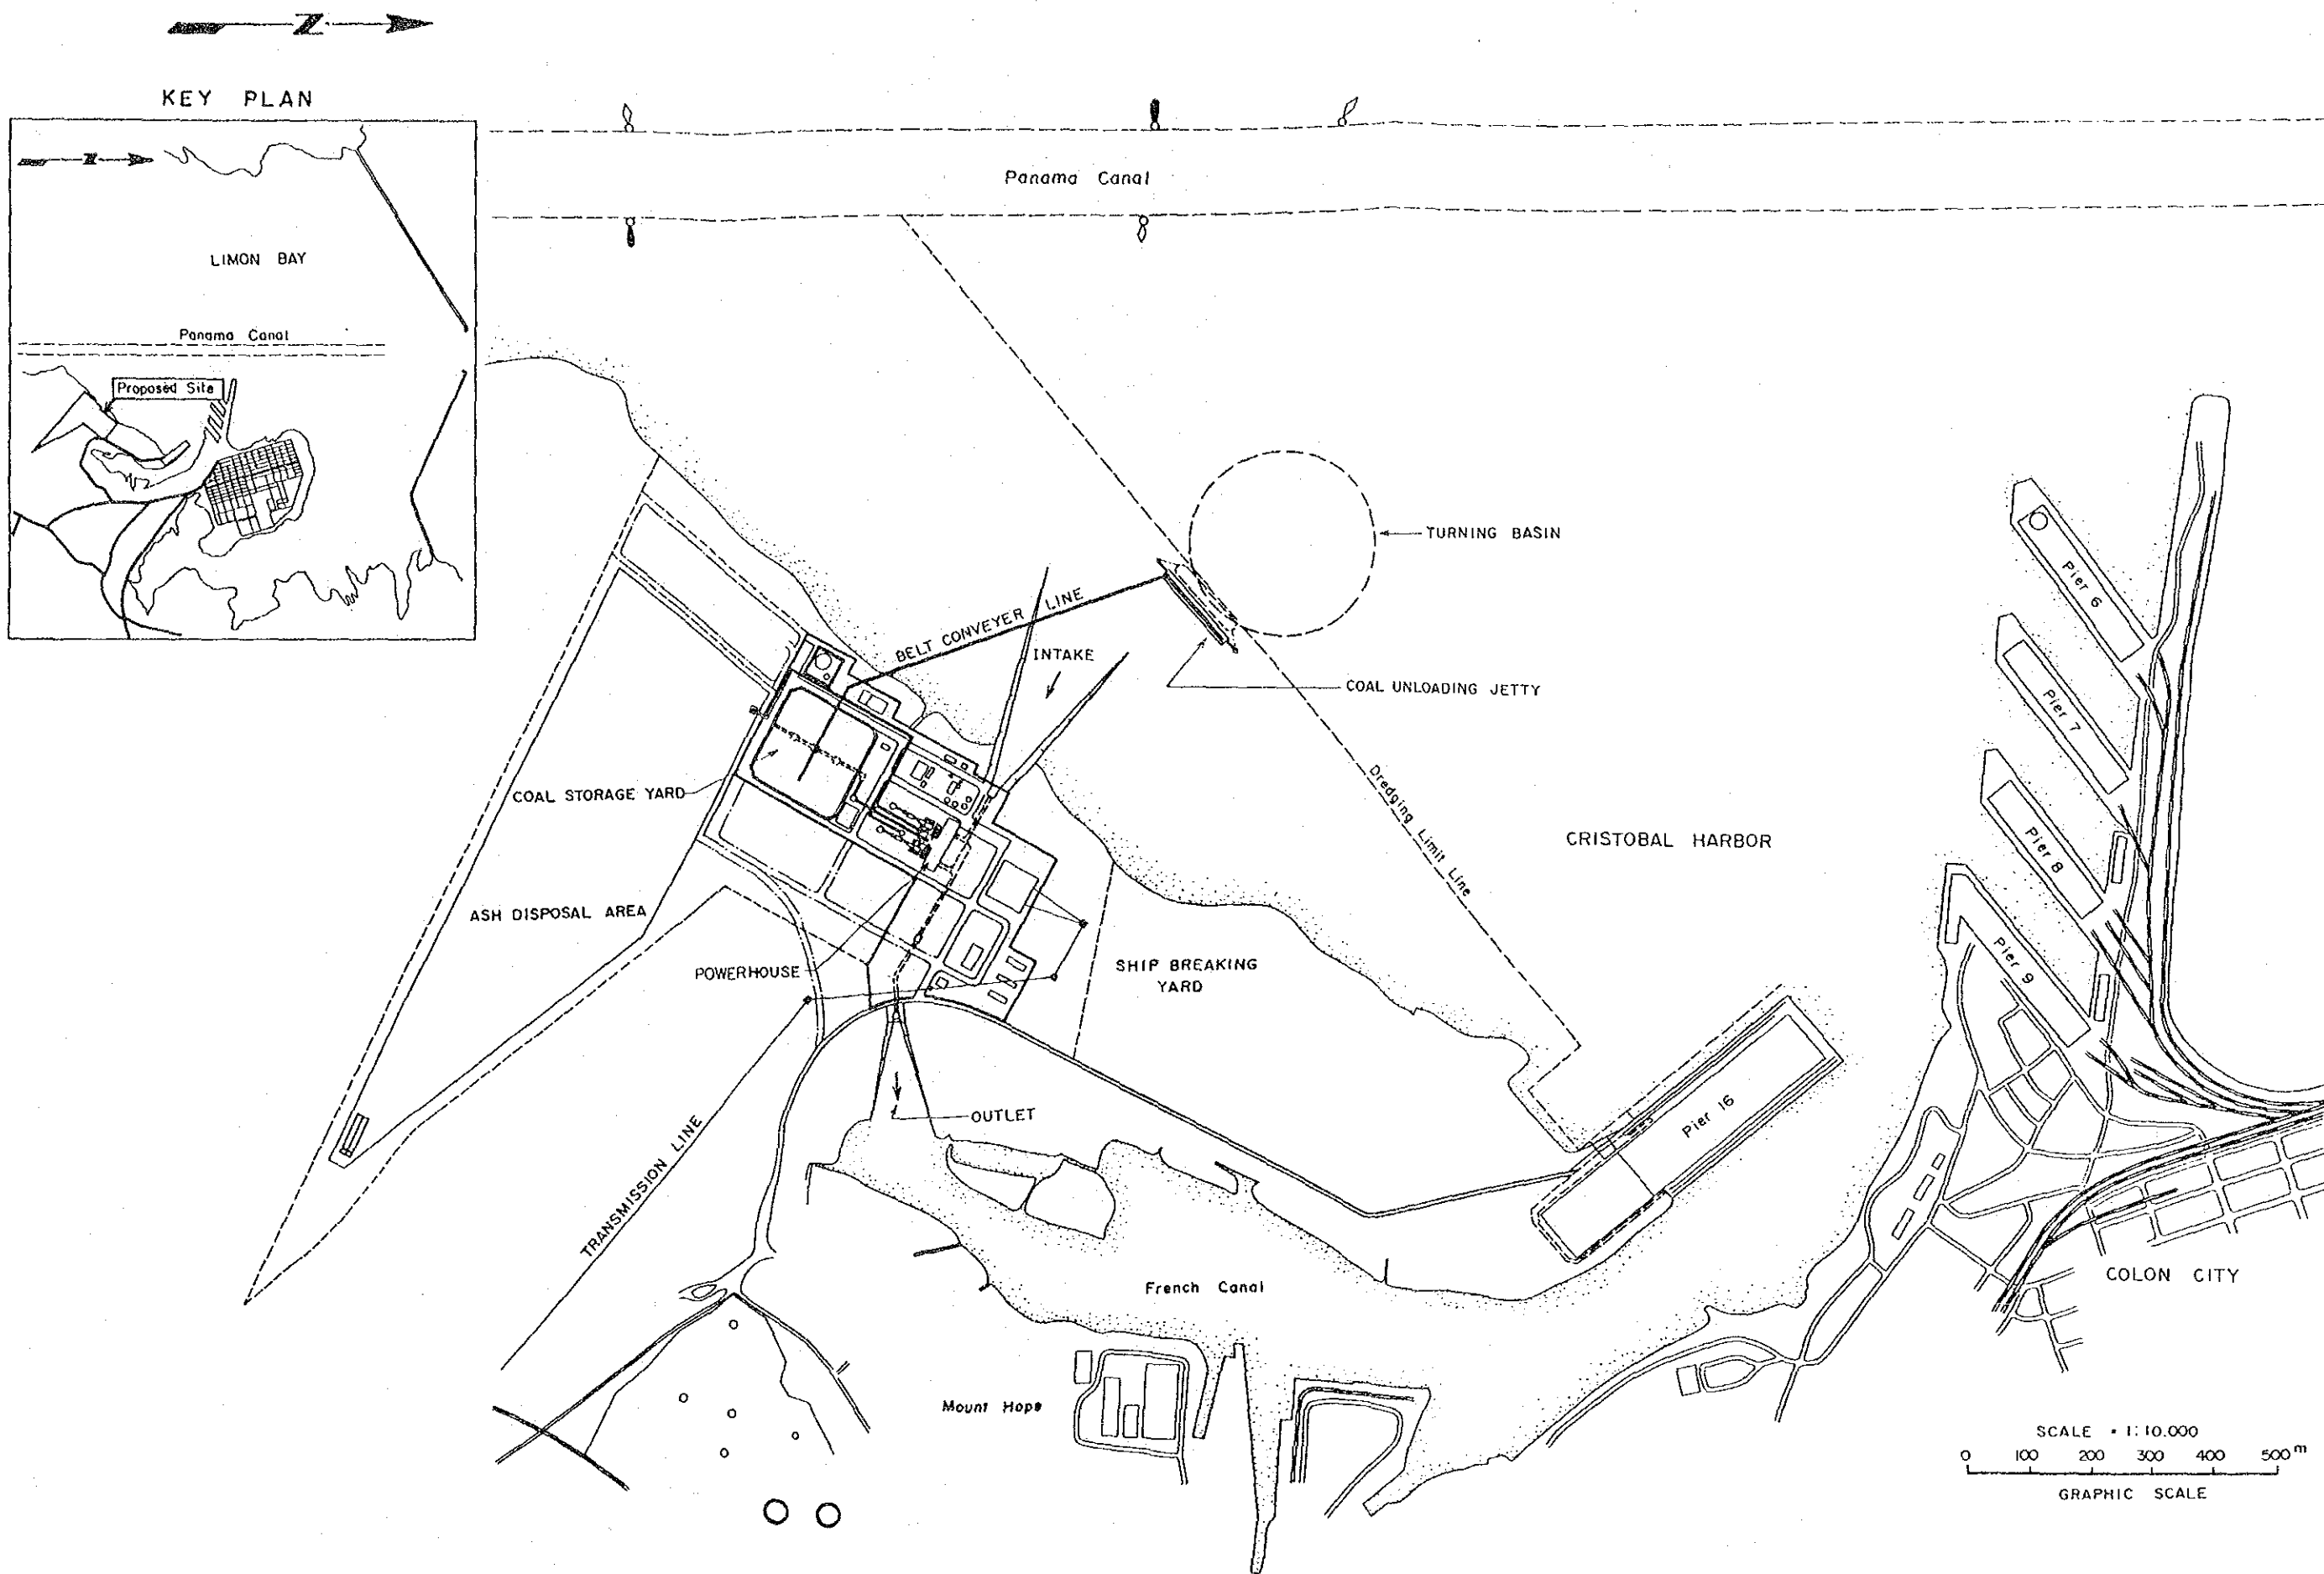 N
KEY PLAN
N
LIMON BAY
Panama Canal
Proposed Site
Panama Canal
TURNING BASIN
BELT CONVEYER LINE
INTAKE
COAL UNLOADING JETTY
Pier 6
Pier 7
Pier 8
Pier 9
COAL STORAGE YARD
Dredging Limit Line
CRISTOBAL HARBOR
ASH DISPOSAL AREA
POWERHOUSE
SHIP BREAKING
YARD
OUTLET
Pier 16
TRANSMISSION LINE
French Canal
COLON CITY
Mount Hope
SCALE = 1:10.000
0 100 200 300 400 500 m
GRAPHIC SCALE